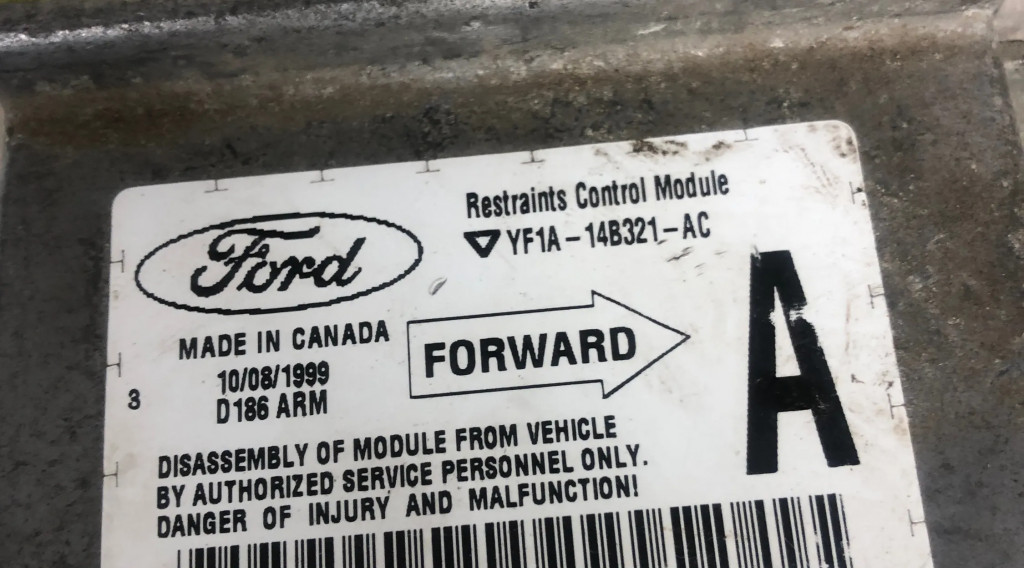 Restraints Control Module
YF1A-14B321-AC
Ford
A
MADE IN CANADA
FORWARD
10/08/1999
3
D186 ARM
DISASSEMBLY OF MODULE FROM VEHICLE
BY AUTHORIZED SERVICE PERSONNEL ONLY.
DANGER OF INJURY AND MALFUNCTION!